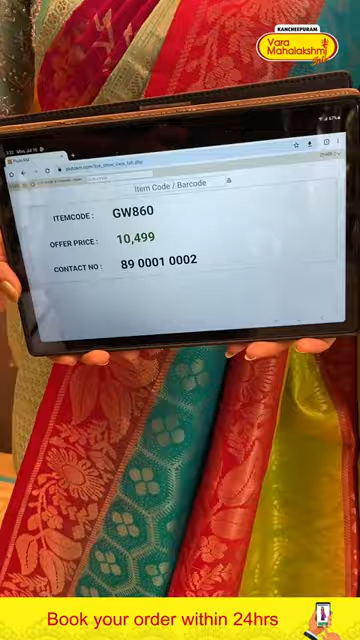 KANCHEEPURAM
Vara
Mahalakshmi
Silks
Item Code / Barcode
ITEMCODE : GW860
OFFER PRICE : 10,499
CONTACT NO : 89 0001 0002
Book your order within 24hrs